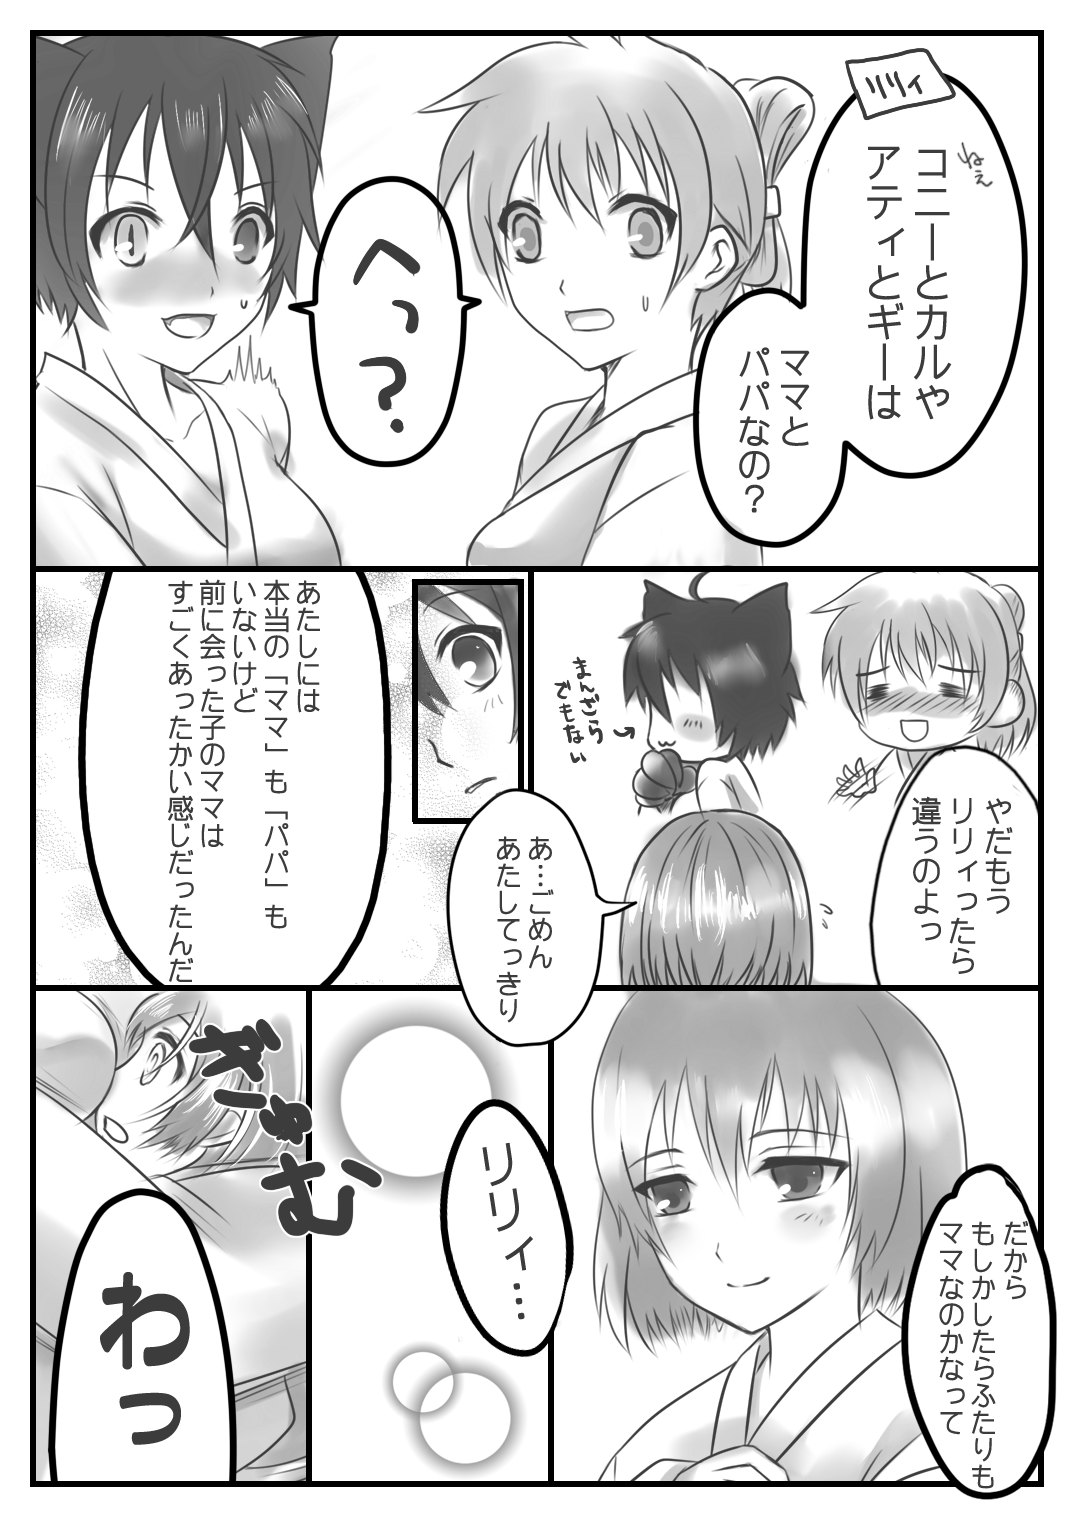 リリィ
ねぇ
コニーとカルや
アティとギーは
ママと
パパなの？
へっ？
やだもう
リリィったら
違うのよっ
まんざら
でもない
あ…ごめん
あたしてっきり
あたしには
本当の「ママ」も「パパ」も
いないけど
前に会った子のママは
すごくあったかい感じだったんだ
だから
もしかしたらふたりも
ママなのかなって
リリィ…
ぎゅむ
わっ